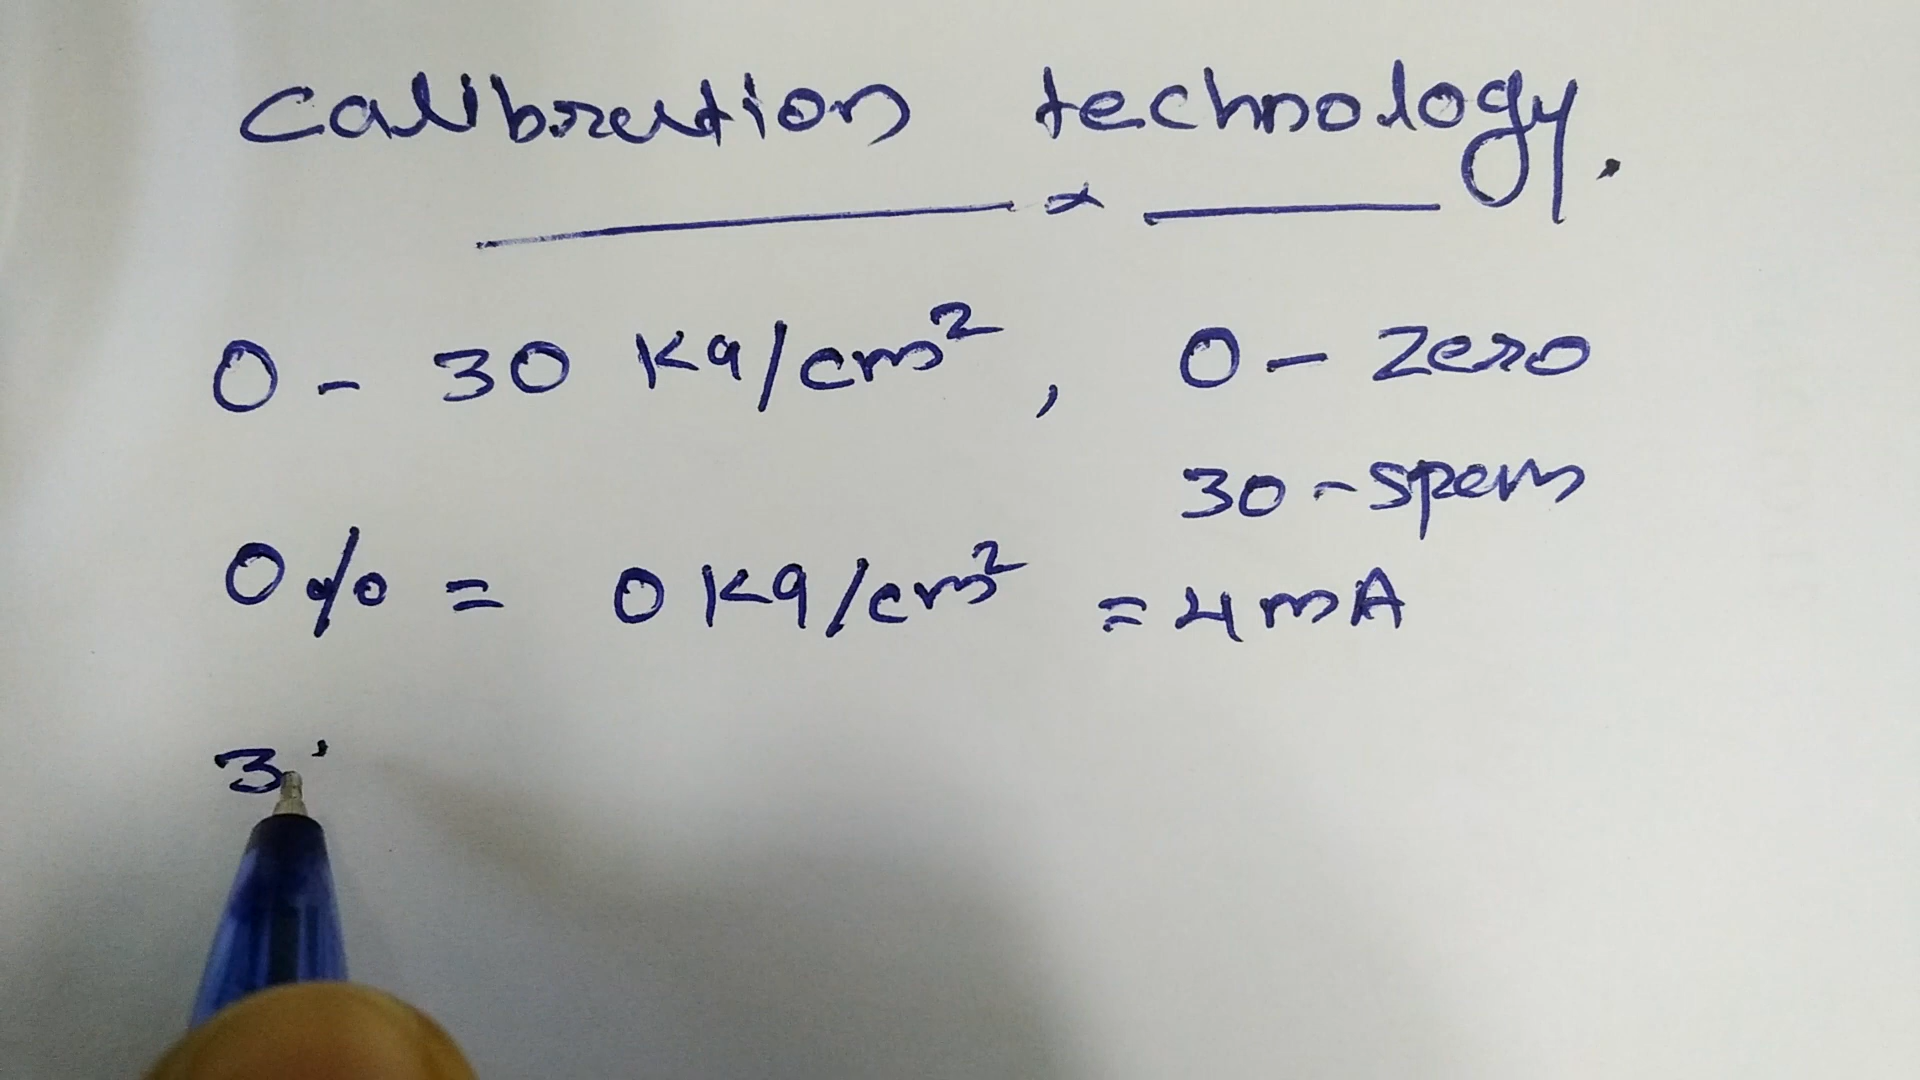 Calibration technology.
0 - 30 Kg/cm², 0 - Zero
30 - Span
0% = 0 Kg/cm² = 4mA
3